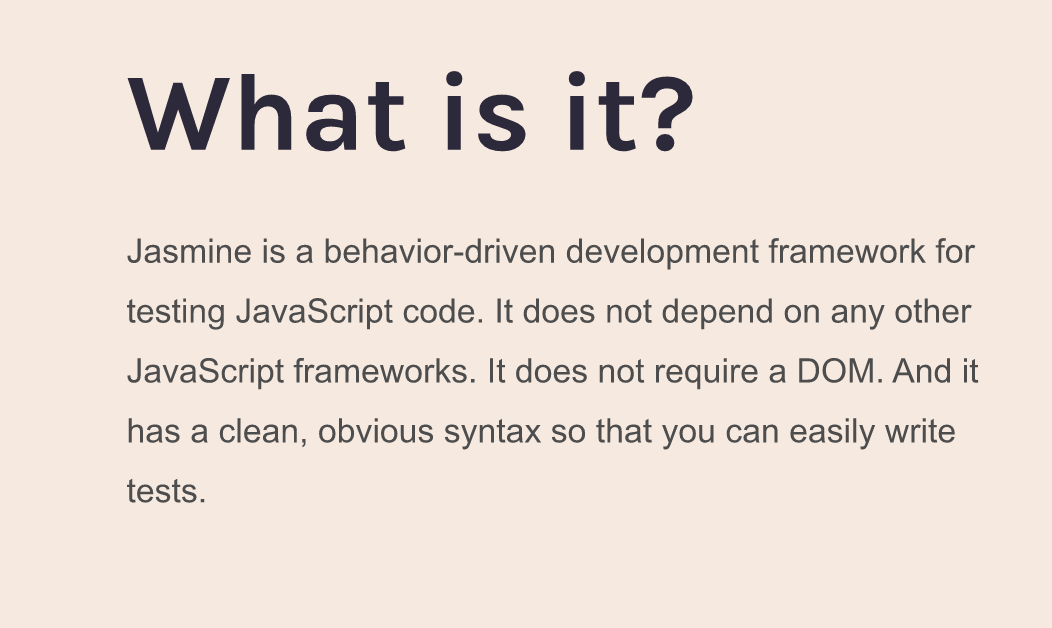 What is it?
Jasmine is a behavior-driven development framework for
testing JavaScript code. It does not depend on any other
JavaScript frameworks. It does not require a DOM. And it
has a clean, obvious syntax so that you can easily write
tests.